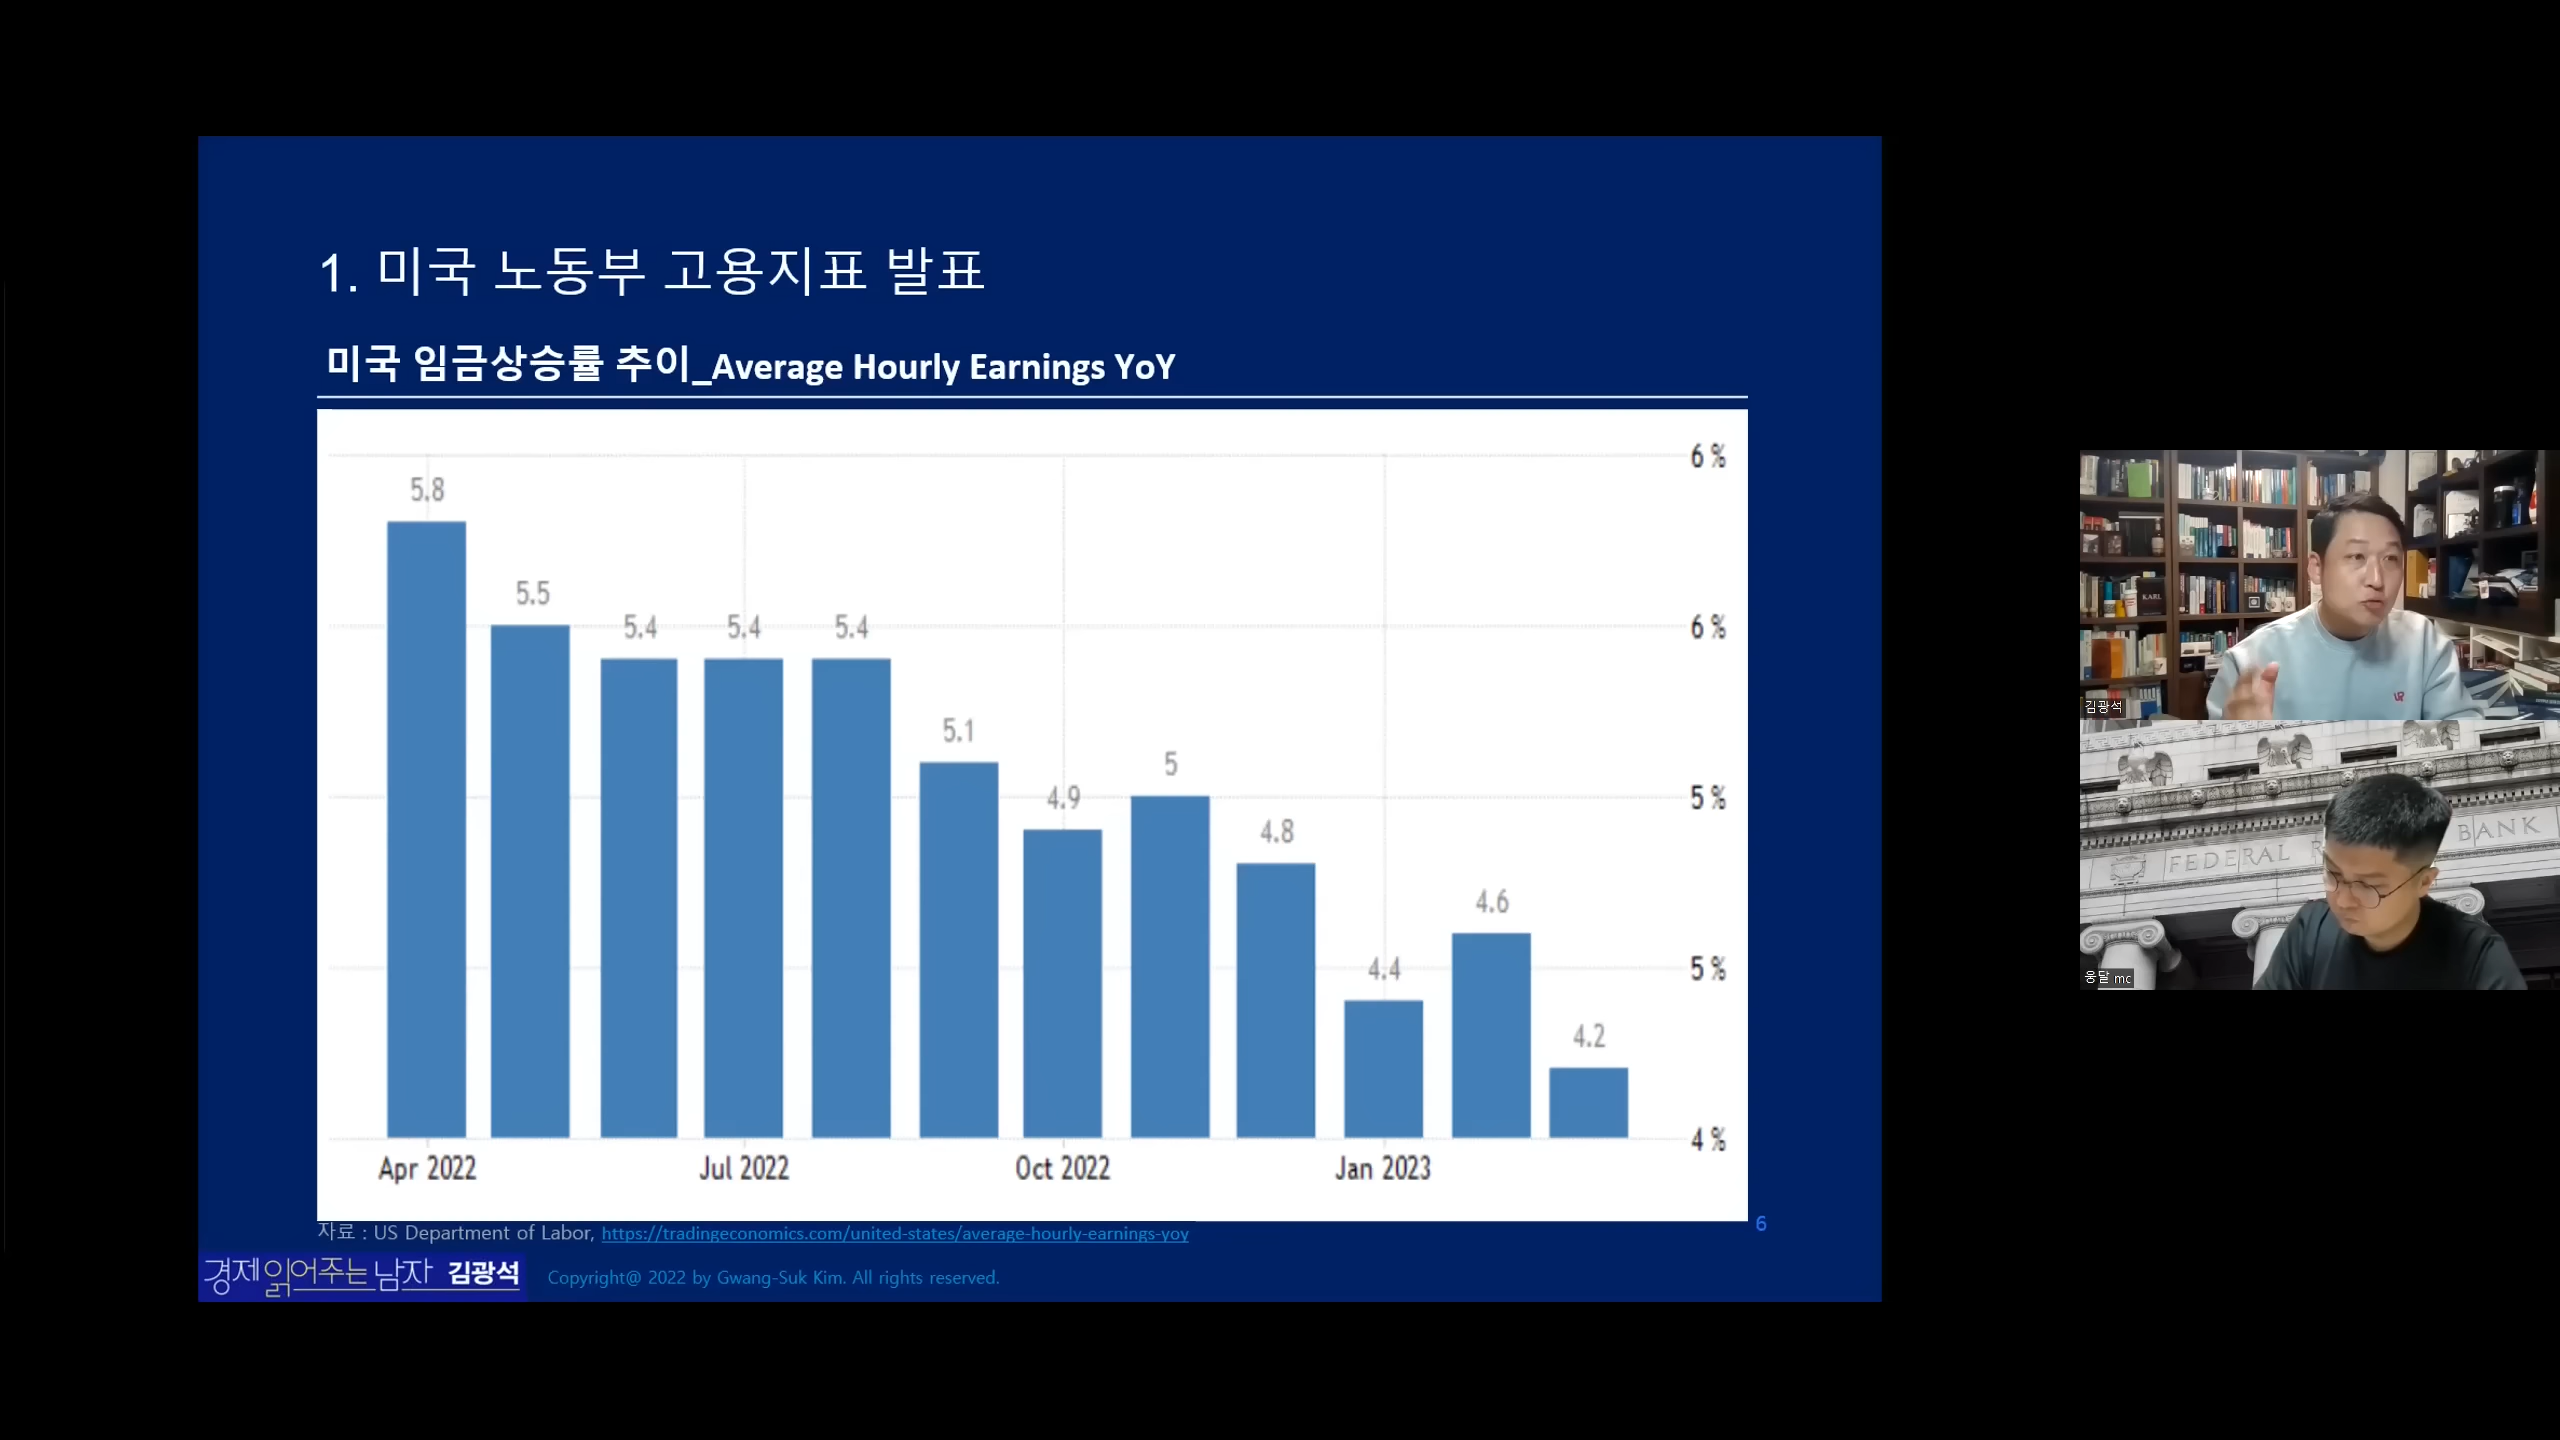 1. 미국 노동부 고용지표 발표
미국 임금상승률 추이_Average Hourly Earnings YoY
6 %
5.8
5.5
5.4
5.4
5.4
6 %
5.1
4.9
5
5 %
4.8
4.6
4.4
5 %
4.2
4 %
Apr 2022
Jul 2022
Oct 2022
Jan 2023
자료 : US Department of Labor, https://tradingeconomics.com/united-states/average-hourly-earnings-yoy
6
경제 읽어주는 남자 김광석
Copyright@ 2022 by Gwang-Suk Kim. All rights reserved.
KARL
김광석
FEDERAL R
BANK
웅달 mc